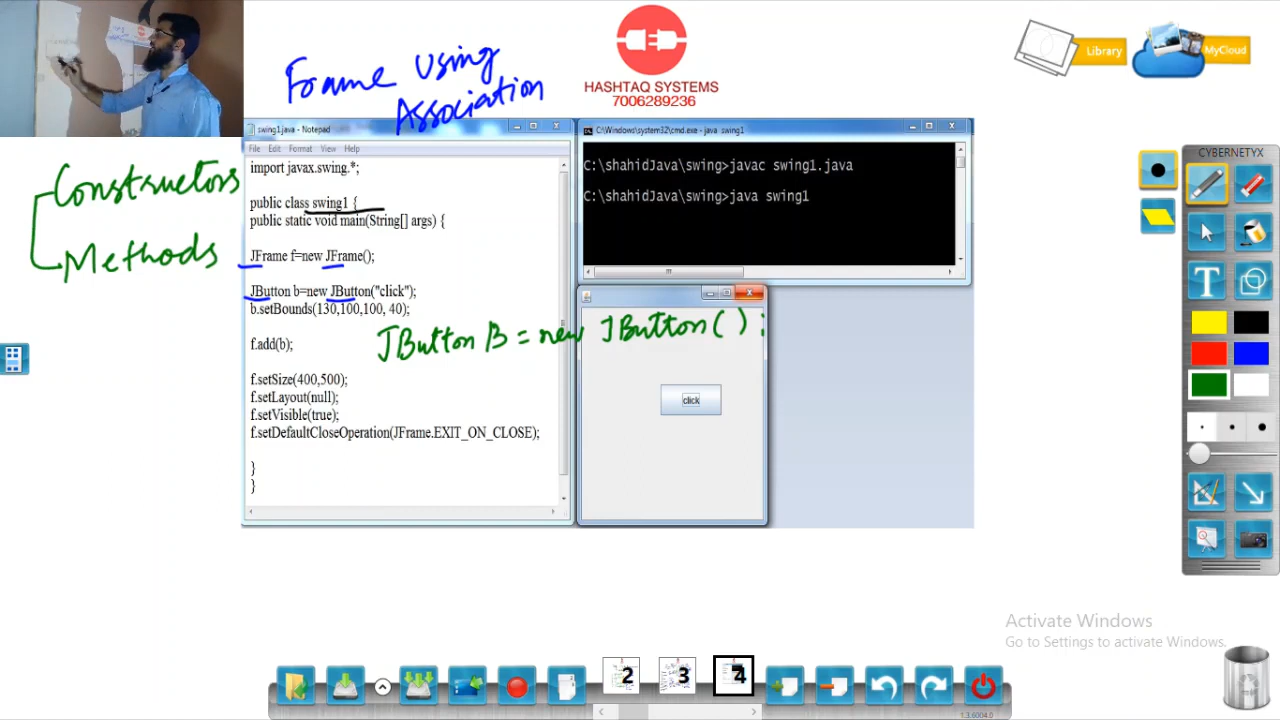 HASHTAQ SYSTEMS
7006289236
Library
MyCloud
Frame Using
Association
swing1.java - Notepad
File Edit Format View Help
import javax.swing.*;
public class swing1 {
public static void main(String[] args) {
JFrame f=new JFrame();
JButton b=new JButton("click");
b.setBounds(130,100,100, 40);
f.add(b);
f.setSize(400,500);
f.setLayout(null);
f.setVisible(true);
f.setDefaultCloseOperation(JFrame.EXIT_ON_CLOSE);
}
}
Constructors
Methods
C:\Windows\system32\cmd.exe - java swing1
C:\shahidJava\swing>javac swing1.java
C:\shahidJava\swing>java swing1
JButton B = new JButton( ) ;
click
CYBERNETYX
T
Activate Windows
Go to Settings to activate Windows.
2 3 4
1.3.6004.0